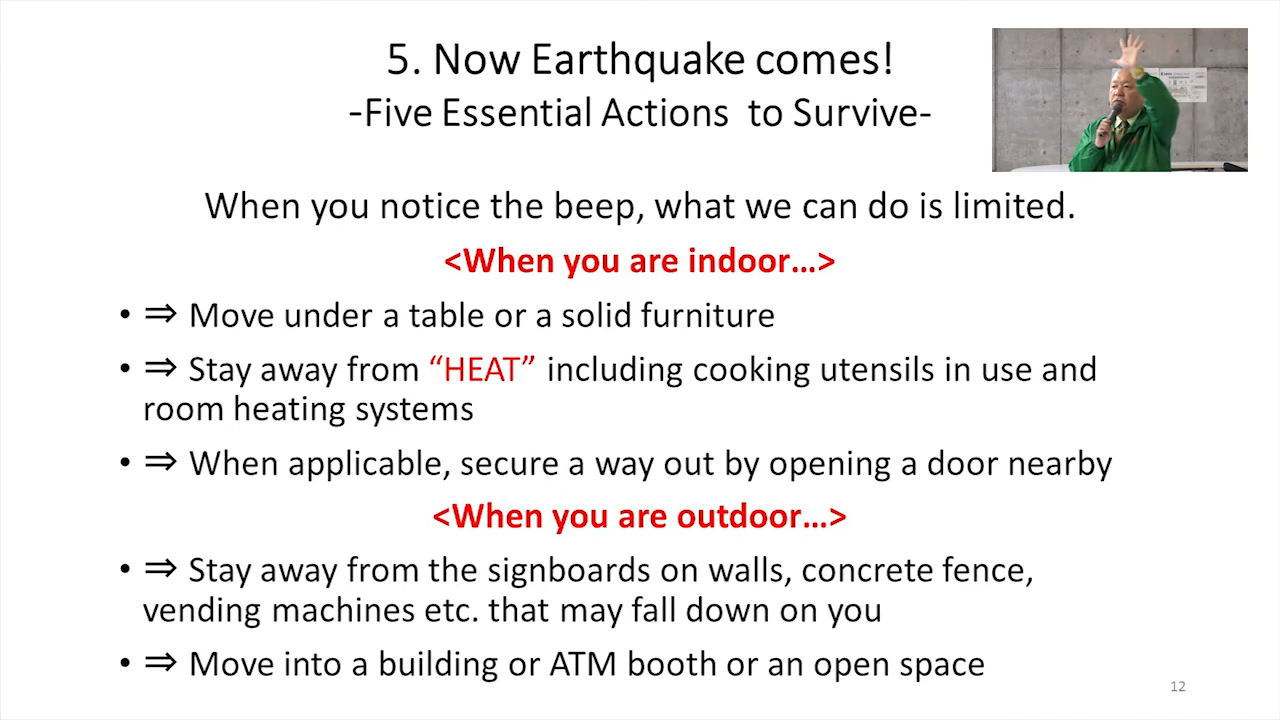 5. Now Earthquake comes!
-Five Essential Actions to Survive-
When you notice the beep, what we can do is limited.
<When you are indoor...>
• ⇒ Move under a table or a solid furniture
• ⇒ Stay away from “HEAT” including cooking utensils in use and
room heating systems
• ⇒ When applicable, secure a way out by opening a door nearby
<When you are outdoor...>
• ⇒ Stay away from the signboards on walls, concrete fence,
vending machines etc. that may fall down on you
• ⇒ Move into a building or ATM booth or an open space
12